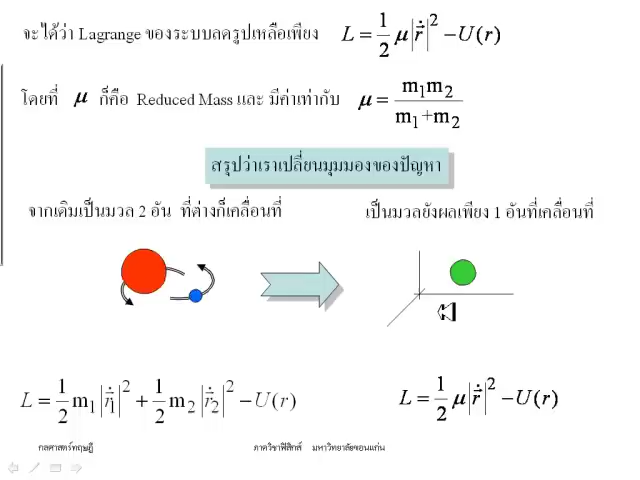 จะได้ว่า Lagrange ของระบบลดรูปเหลือเพียง L = 1/2 μ|ṙ⃗|² − U(r)
โดยที่ μ ก็คือ Reduced Mass และ มีค่าเท่ากับ μ = m₁m₂/(m₁+m₂)
สรุปว่าเราเปลี่ยนมุมมองของปัญหา
จากเดิมเป็นมวล 2 อัน ที่ต่างก็เคลื่อนที่
เป็นมวลยังผลเพียง 1 อันที่เคลื่อนที่
L = 1/2 m₁|ṙ⃗₁|² + 1/2 m₂|ṙ⃗₂|² − U(r)
L = 1/2 μ|ṙ⃗|² − U(r)
กลศาสตร์ทฤษฎี
ภาควิชาฟิสิกส์ มหาวิทยาลัยขอนแก่น